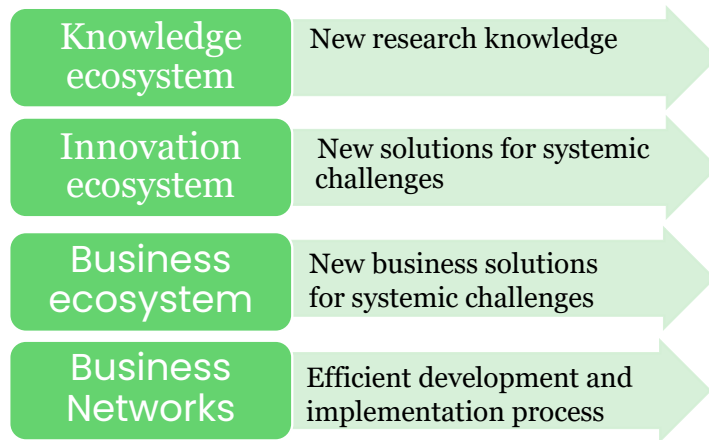 Knowledge
ecosystem
New research knowledge
Innovation
ecosystem
New solutions for systemic
challenges
Business
ecosystem
New business solutions
for systemic challenges
Business
Networks
Efficient development and
implementation process